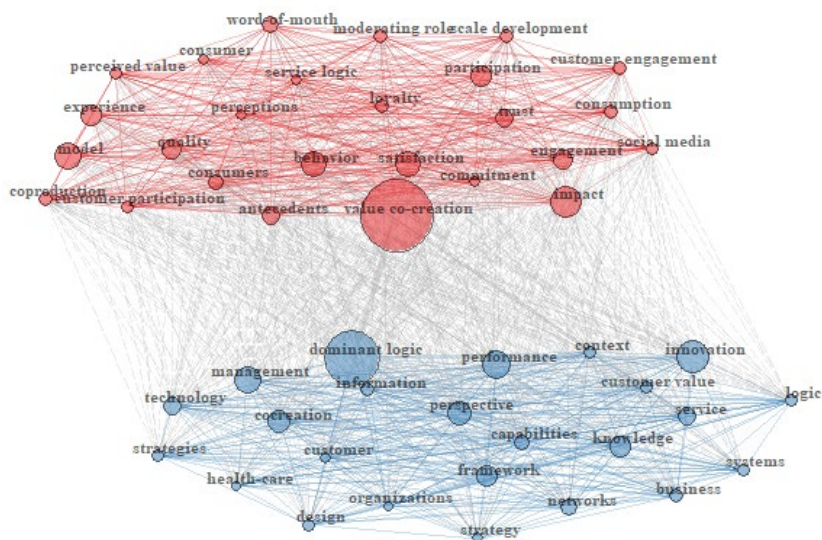 word-of-mouth
moderating role
scale development
consumer
customer engagement
perceived value
service logic
participation
experience
perceptions
loyalty
trust
consumption
model
quality
behavior
satisfaction
engagement
social media
consumers
commitment
coproduction
customer participation
antecedents
value co-creation
impact
dominant logic
performance
context
innovation
management
information
customer value
logic
technology
cocreation
perspective
service
strategies
customer
capabilities
knowledge
health-care
framework
systems
organizations
networks
business
design
strategy